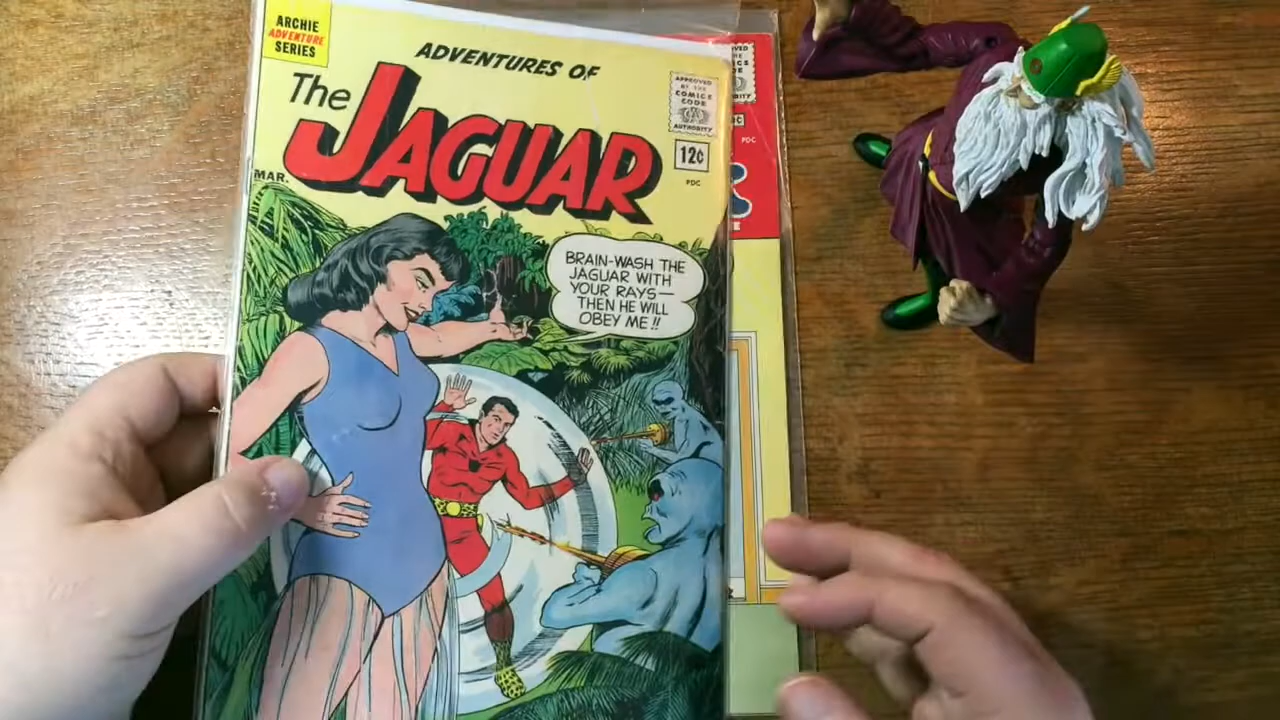 ARCHIE
ADVENTURE
SERIES
ADVENTURES OF
The JAGUAR
APPROVED
BY THE
COMICS
CODE
AUTHORITY
12¢
PDC
MAR.
BRAIN-WASH THE
JAGUAR WITH
YOUR RAYS—
THEN HE WILL
OBEY ME!!
PDC